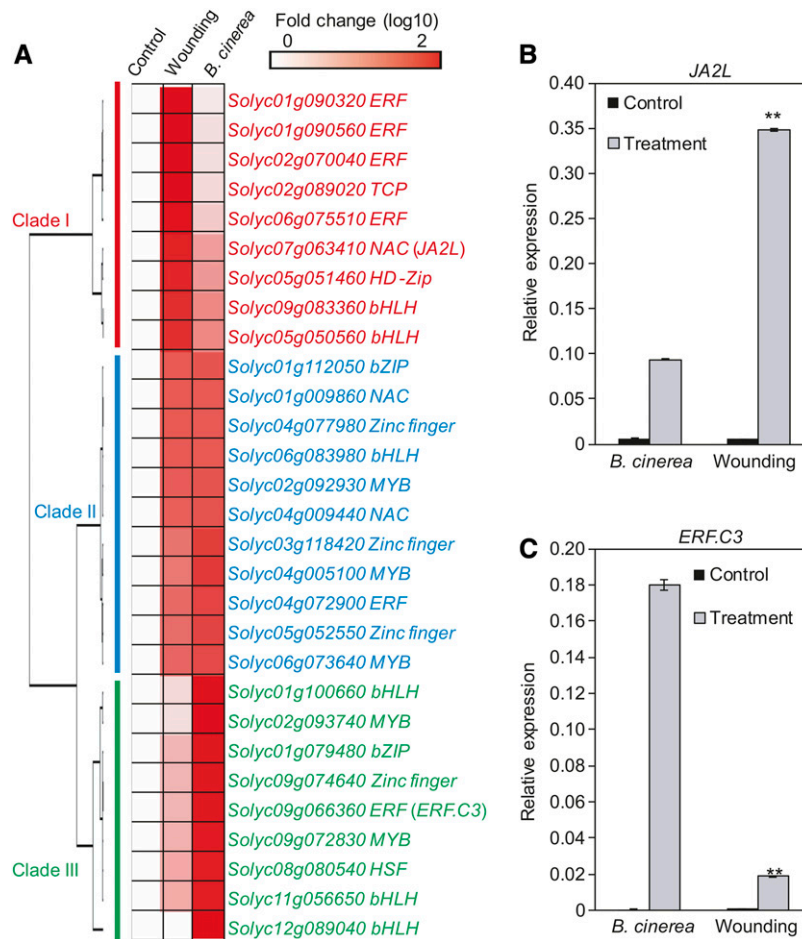 A
Fold change (log10)
0 2
Control
Wounding
B. cinerea
Solyc01g090320 ERF
Solyc01g090560 ERF
Solyc02g070040 ERF
Solyc02g089020 TCP
Solyc06g075510 ERF
Solyc07g063410 NAC (JA2L)
Solyc05g051460 HD-Zip
Solyc09g083360 bHLH
Solyc05g050560 bHLH
Clade I
Solyc01g112050 bZIP
Solyc01g009860 NAC
Solyc04g077980 Zinc finger
Solyc06g083980 bHLH
Solyc02g092930 MYB
Solyc04g009440 NAC
Solyc03g118420 Zinc finger
Solyc04g005100 MYB
Solyc04g072900 ERF
Solyc05g052550 Zinc finger
Solyc06g073640 MYB
Clade II
Solyc01g100660 bHLH
Solyc02g093740 MYB
Solyc01g079480 bZIP
Solyc09g074640 Zinc finger
Solyc09g066360 ERF (ERF.C3)
Solyc09g072830 MYB
Solyc08g080540 HSF
Solyc11g056650 bHLH
Solyc12g089040 bHLH
Clade III
B
JA2L
Control
Treatment
**
Relative expression
0.40
0.35
0.30
0.25
0.20
0.15
0.10
0.05
0
B. cinerea Wounding
C
ERF.C3
Control
Treatment
**
Relative expression
0.20
0.18
0.16
0.14
0.12
0.10
0.08
0.06
0.04
0.02
0
B. cinerea Wounding